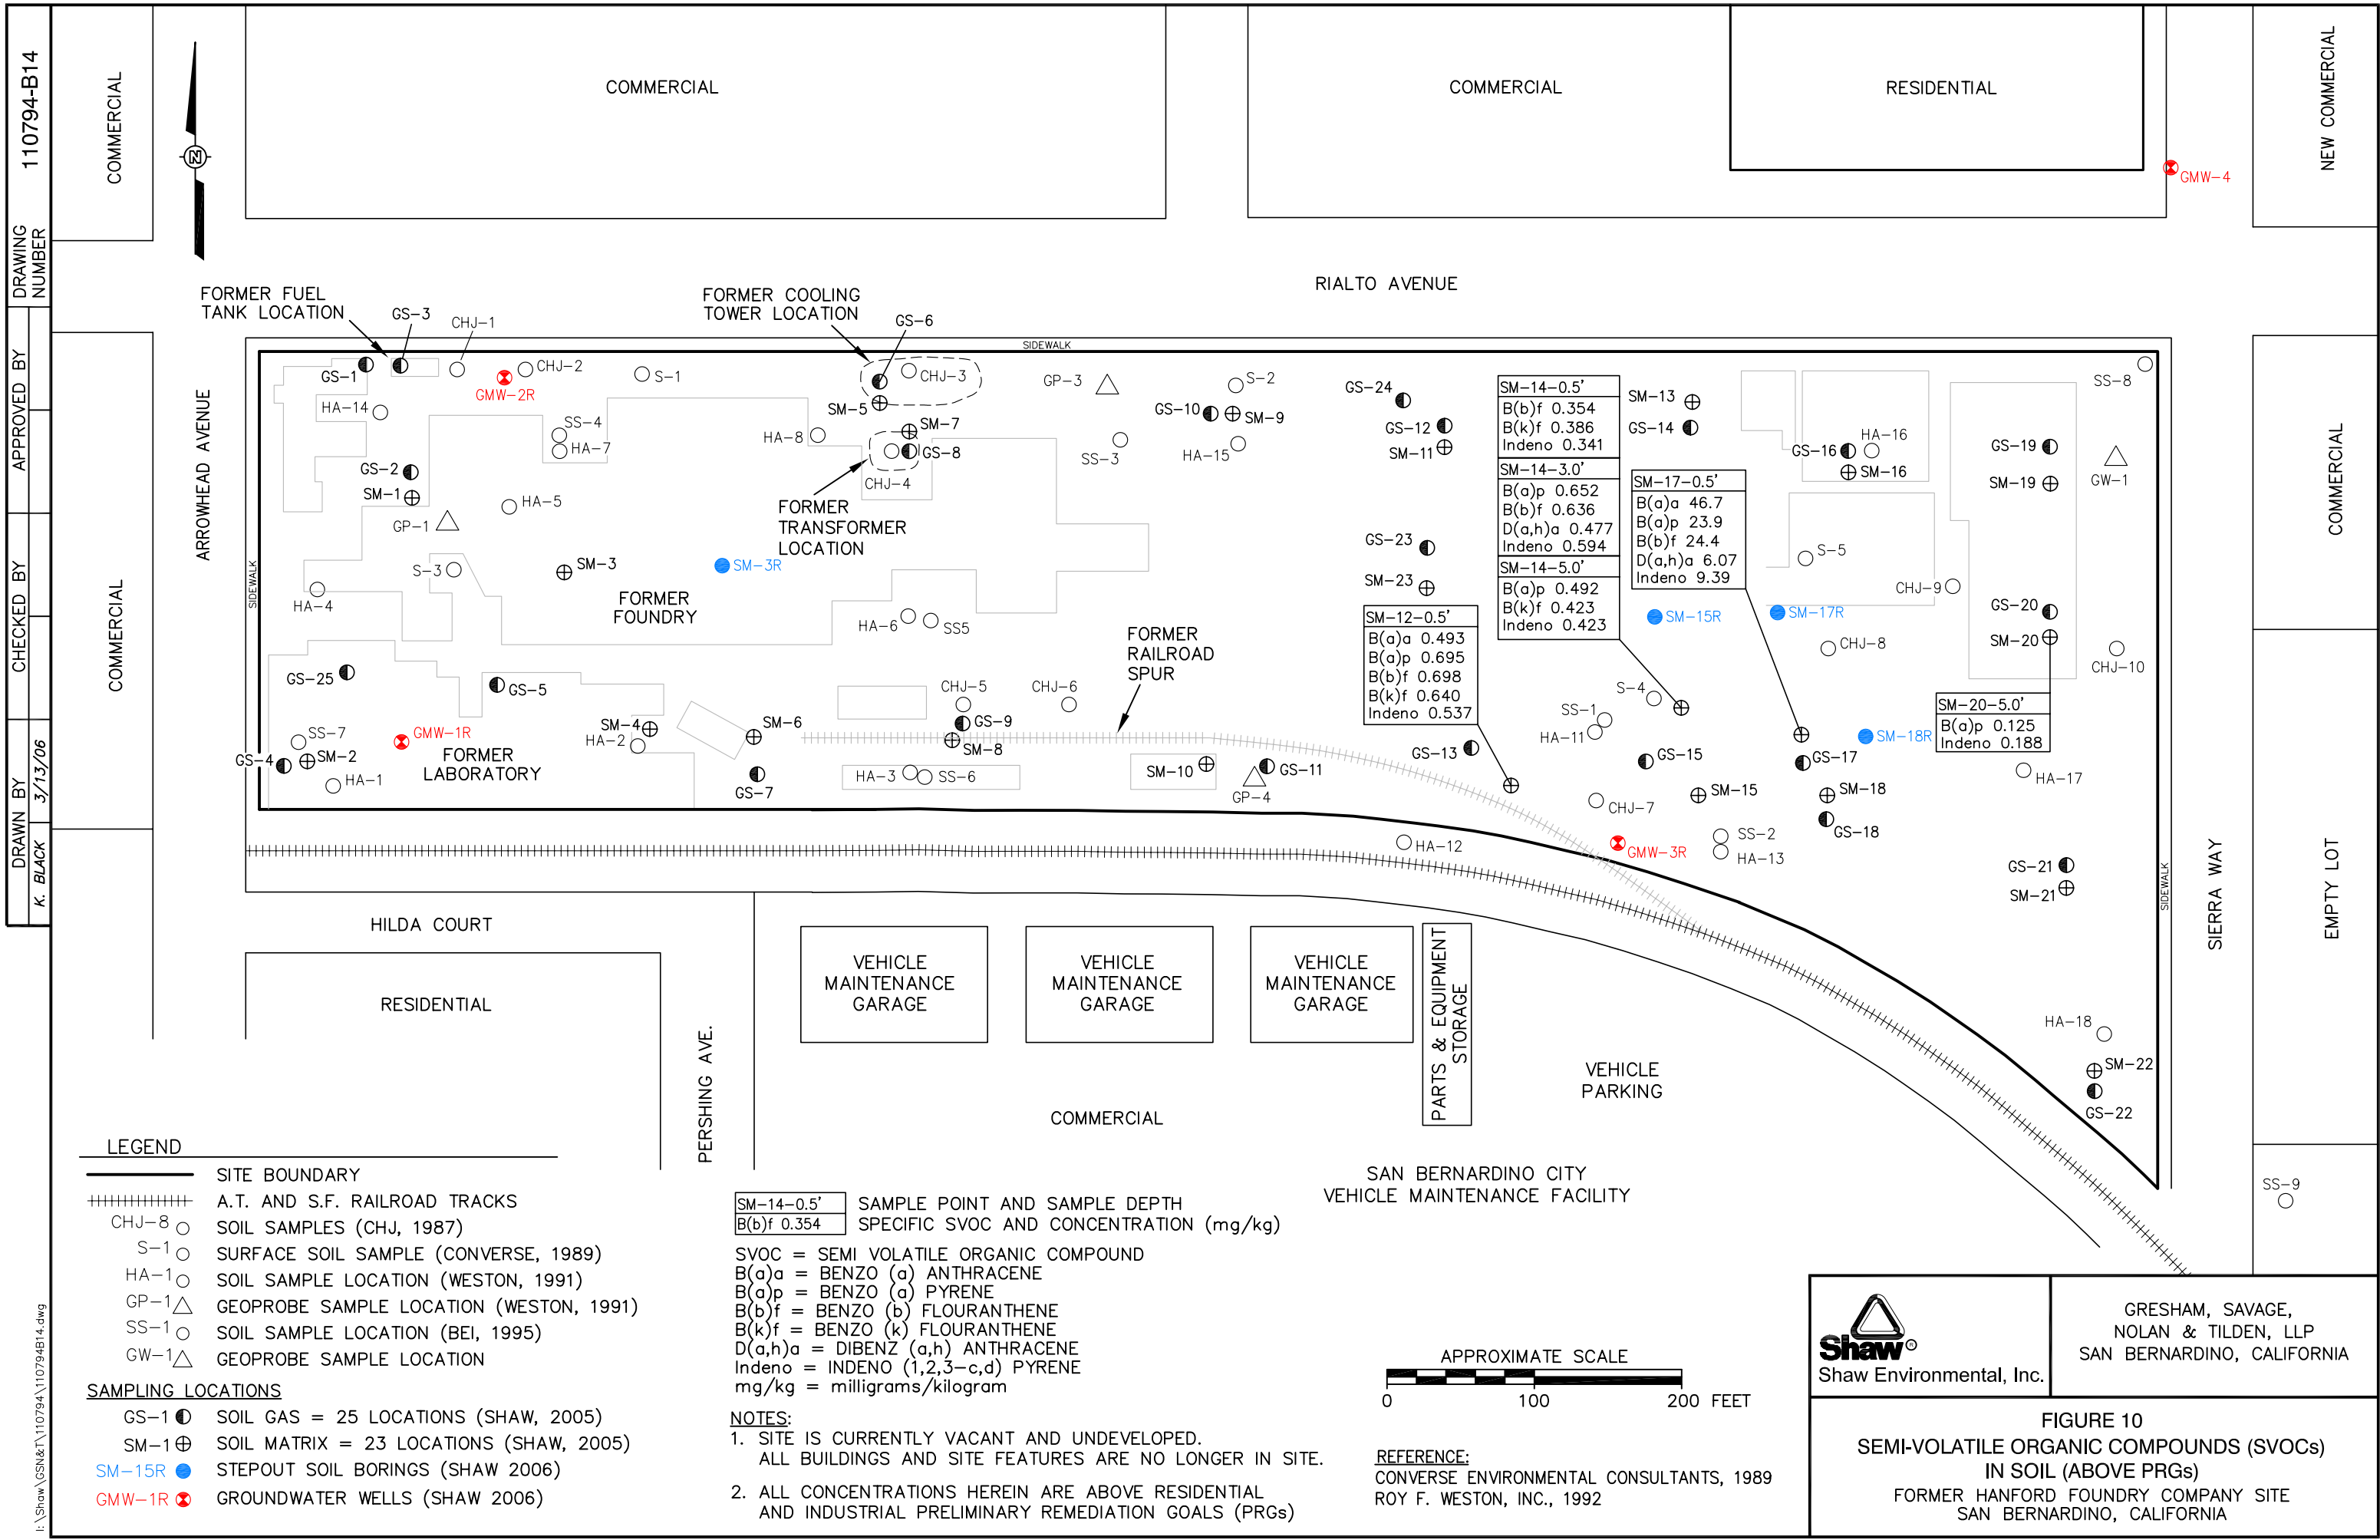 110794-B14
DRAWING
NUMBER
APPROVED BY
CHECKED BY
DRAWN BY
K. BLACK 3/13/06
I:\Shaw\GSN&T\110794\110794B14.dwg
COMMERCIAL
COMMERCIAL
COMMERCIAL
RESIDENTIAL
NEW COMMERCIAL
GMW-4
RIALTO AVENUE
COMMERCIAL
ARROWHEAD AVENUE
SIDEWALK
SIDEWALK
SIDEWALK
SIERRA WAY
COMMERCIAL
EMPTY LOT
FORMER FUEL
TANK LOCATION
GS-3
CHJ-1
FORMER COOLING
TOWER LOCATION
GS-6
GS-1
CHJ-2
GMW-2R
S-1
CHJ-3
GP-3
S-2
GS-24
SS-8
HA-14
SS-4
HA-7
SM-5
SM-7
HA-8
GS-8
CHJ-4
SS-3
GS-10
SM-9
HA-15
GS-12
SM-11
SM-13
GS-14
HA-16
GS-16
SM-16
GS-19
SM-19
GW-1
GS-2
SM-1
HA-5
GP-1
FORMER
TRANSFORMER
LOCATION
SM-14-0.5'
B(b)f 0.354
B(k)f 0.386
Indeno 0.341
SM-14-3.0'
B(a)p 0.652
B(b)f 0.636
D(a,h)a 0.477
Indeno 0.594
SM-14-5.0'
B(a)p 0.492
B(k)f 0.423
Indeno 0.423
SM-17-0.5'
B(a)a 46.7
B(a)p 23.9
B(b)f 24.4
D(a,h)a 6.07
Indeno 9.39
GS-23
SM-23
S-3
SM-3
SM-3R
HA-4
FORMER
FOUNDRY
HA-6
SS5
FORMER
RAILROAD
SPUR
SM-12-0.5'
B(a)a 0.493
B(a)p 0.695
B(b)f 0.698
B(k)f 0.640
Indeno 0.537
S-5
CHJ-9
SM-15R
SM-17R
CHJ-8
GS-20
SM-20
CHJ-10
SM-20-5.0'
B(a)p 0.125
Indeno 0.188
GS-25
GS-5
CHJ-5
CHJ-6
S-4
SS-1
HA-11
SS-7
GMW-1R
GS-4
SM-2
HA-1
FORMER
LABORATORY
SM-4
HA-2
SM-6
GS-7
GS-9
SM-8
HA-3
SS-6
SM-10
GS-11
GP-4
GS-13
GS-15
SM-18R
GS-17
HA-17
SM-15
SM-18
CHJ-7
GS-18
SS-2
HA-13
HA-12
GMW-3R
GS-21
SM-21
HA-18
SM-22
GS-22
SS-9
COMMERCIAL
HILDA COURT
RESIDENTIAL
PERSHING AVE.
VEHICLE
MAINTENANCE
GARAGE
VEHICLE
MAINTENANCE
GARAGE
VEHICLE
MAINTENANCE
GARAGE
PARTS & EQUIPMENT
STORAGE
VEHICLE
PARKING
COMMERCIAL
SAN BERNARDINO CITY
VEHICLE MAINTENANCE FACILITY
LEGEND
SITE BOUNDARY
A.T. AND S.F. RAILROAD TRACKS
CHJ-8 SOIL SAMPLES (CHJ, 1987)
S-1 SURFACE SOIL SAMPLE (CONVERSE, 1989)
HA-1 SOIL SAMPLE LOCATION (WESTON, 1991)
GP-1 GEOPROBE SAMPLE LOCATION (WESTON, 1991)
SS-1 SOIL SAMPLE LOCATION (BEI, 1995)
GW-1 GEOPROBE SAMPLE LOCATION
SAMPLING LOCATIONS
GS-1 SOIL GAS = 25 LOCATIONS (SHAW, 2005)
SM-1 SOIL MATRIX = 23 LOCATIONS (SHAW, 2005)
SM-15R STEPOUT SOIL BORINGS (SHAW 2006)
GMW-1R GROUNDWATER WELLS (SHAW 2006)
SM-14-0.5' SAMPLE POINT AND SAMPLE DEPTH
B(b)f 0.354 SPECIFIC SVOC AND CONCENTRATION (mg/kg)
SVOC = SEMI VOLATILE ORGANIC COMPOUND
B(a)a = BENZO (a) ANTHRACENE
B(a)p = BENZO (a) PYRENE
B(b)f = BENZO (b) FLOURANTHENE
B(k)f = BENZO (k) FLOURANTHENE
D(a,h)a = DIBENZ (a,h) ANTHRACENE
Indeno = INDENO (1,2,3-c,d) PYRENE
mg/kg = milligrams/kilogram
NOTES:
1. SITE IS CURRENTLY VACANT AND UNDEVELOPED.
ALL BUILDINGS AND SITE FEATURES ARE NO LONGER IN SITE.
2. ALL CONCENTRATIONS HEREIN ARE ABOVE RESIDENTIAL
AND INDUSTRIAL PRELIMINARY REMEDIATION GOALS (PRGs)
APPROXIMATE SCALE
0 100 200 FEET
REFERENCE:
CONVERSE ENVIRONMENTAL CONSULTANTS, 1989
ROY F. WESTON, INC., 1992
Shaw®
Shaw Environmental, Inc.
GRESHAM, SAVAGE,
NOLAN & TILDEN, LLP
SAN BERNARDINO, CALIFORNIA
FIGURE 10
SEMI-VOLATILE ORGANIC COMPOUNDS (SVOCs)
IN SOIL (ABOVE PRGs)
FORMER HANFORD FOUNDRY COMPANY SITE
SAN BERNARDINO, CALIFORNIA